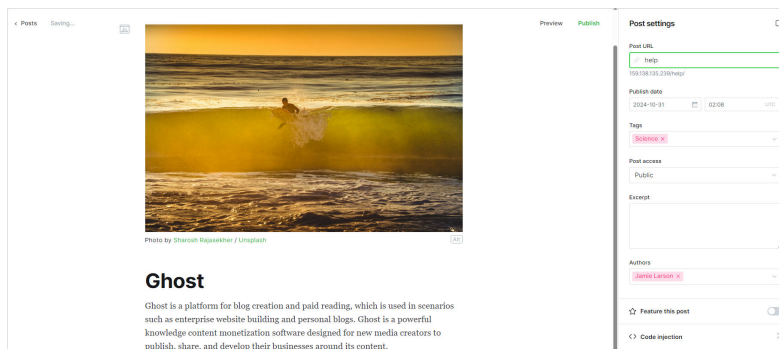 Posts
Saving...
Preview
Publish
Photo by Sharosh Rajasekher / Unsplash
Alt
Ghost
Ghost is a platform for blog creation and paid reading, which is used in scenarios
such as enterprise website building and personal blogs. Ghost is a powerful
knowledge content monetization software designed for new media creators to
publish, share, and develop their businesses around its content.
Post settings
Post URL
help
159.138.135.239/help/
Publish date
2024-10-31
02:08
UTC
Tags
Science ×
Post access
Public
Excerpt
Authors
Jamie Larson ×
Feature this post
Code injection